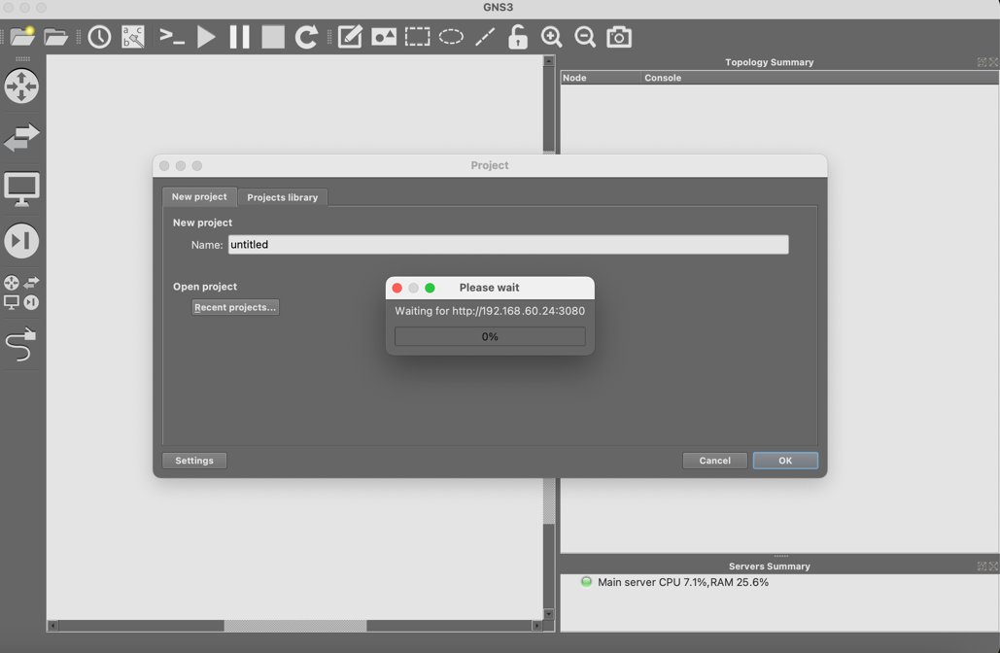 GNS3
Topology Summary
Node Console
Project
New project Projects library
New project
Name: untitled
Open project
Recent projects...
Please wait
Waiting for http://192.168.60.24:3080
0%
Settings Cancel OK
Servers Summary
Main server CPU 7.1%,RAM 25.6%